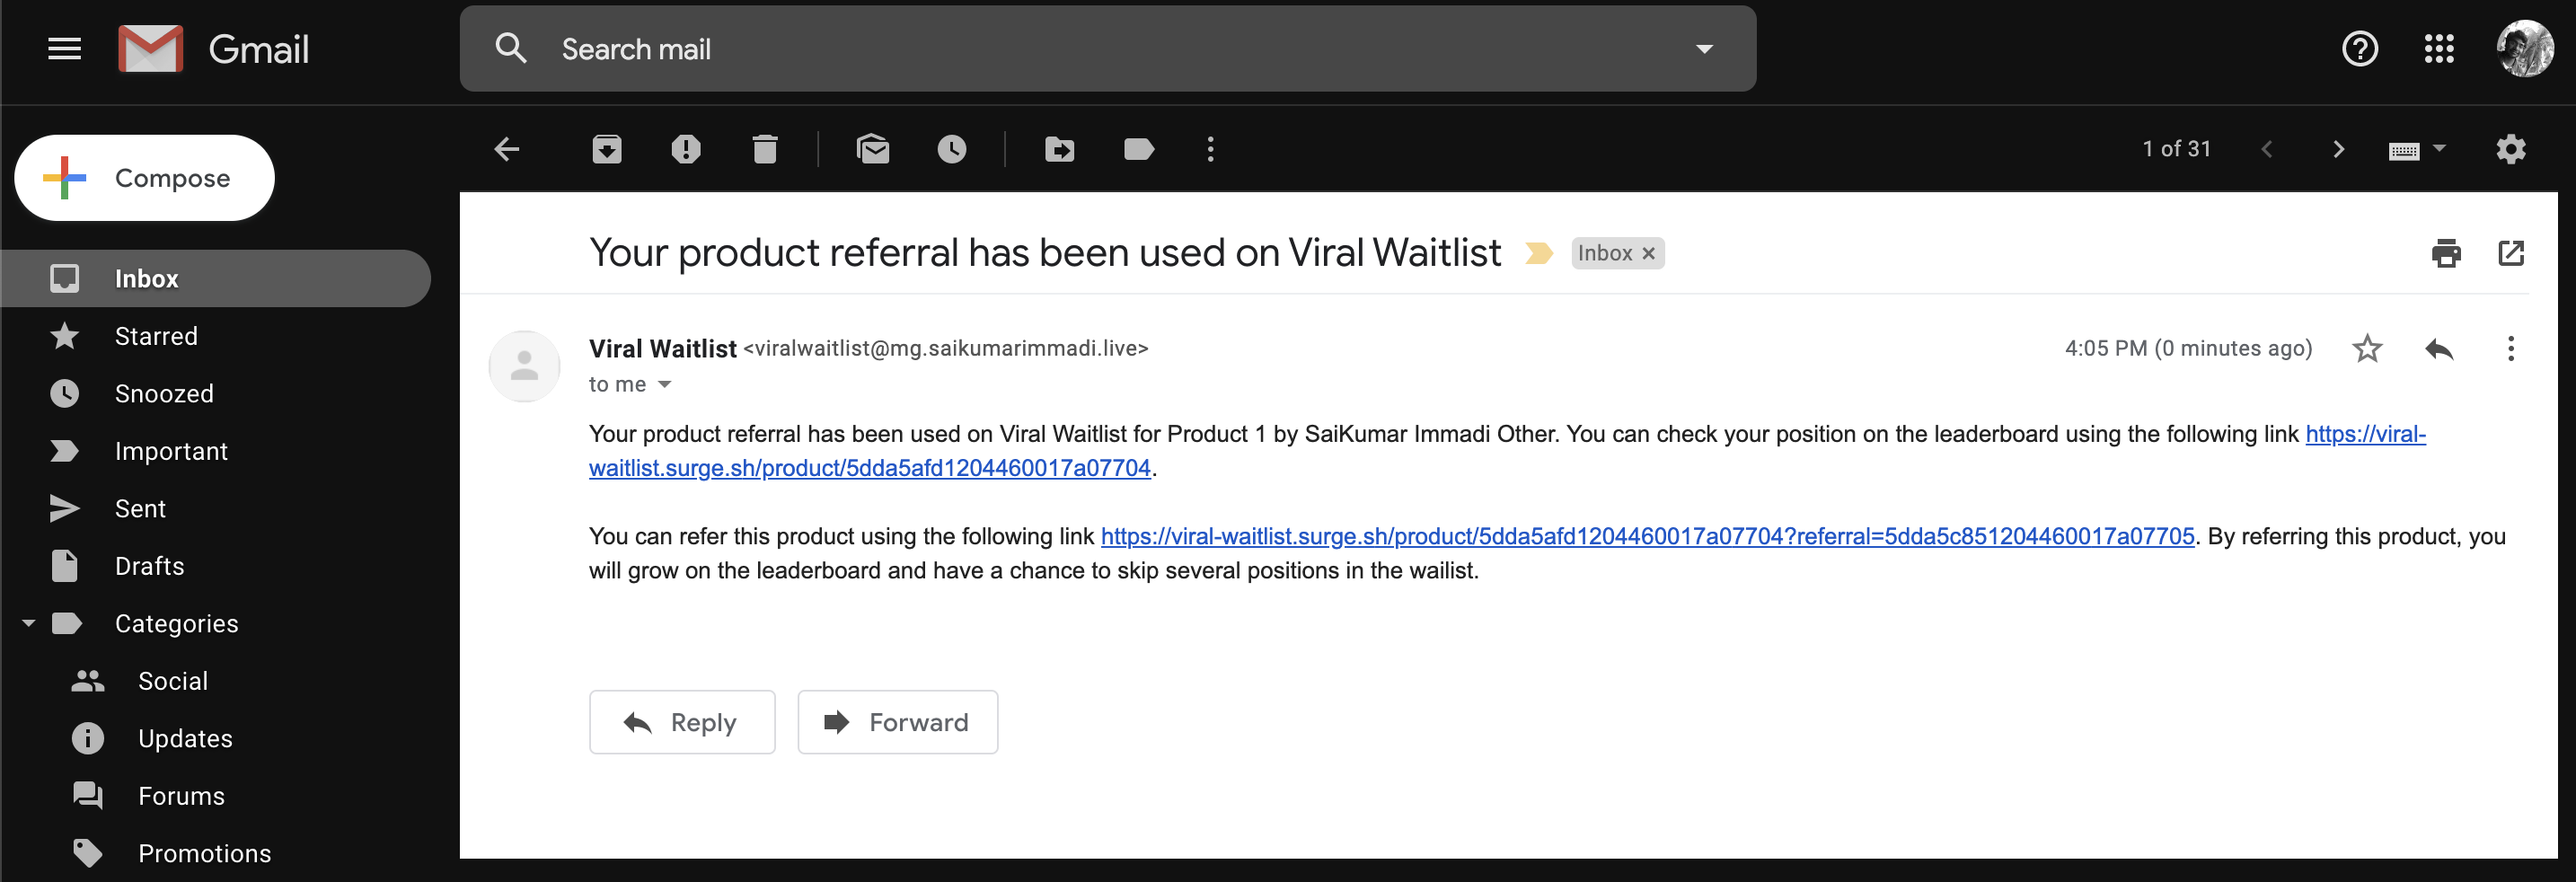 Gmail
Search mail
Compose
1 of 31
Inbox
Starred
Snoozed
Important
Sent
Drafts
Categories
Social
Updates
Forums
Promotions
Your product referral has been used on Viral Waitlist
Inbox
Viral Waitlist <viralwaitlist@mg.saikumarimmadi.live>
4:05 PM (0 minutes ago)
to me
Your product referral has been used on Viral Waitlist for Product 1 by SaiKumar Immadi Other. You can check your position on the leaderboard using the following link https://viral-
waitlist.surge.sh/product/5dda5afd1204460017a07704.
You can refer this product using the following link https://viral-waitlist.surge.sh/product/5dda5afd1204460017a07704?referral=5dda5c851204460017a07705. By referring this product, you
will grow on the leaderboard and have a chance to skip several positions in the wailist.
Reply
Forward